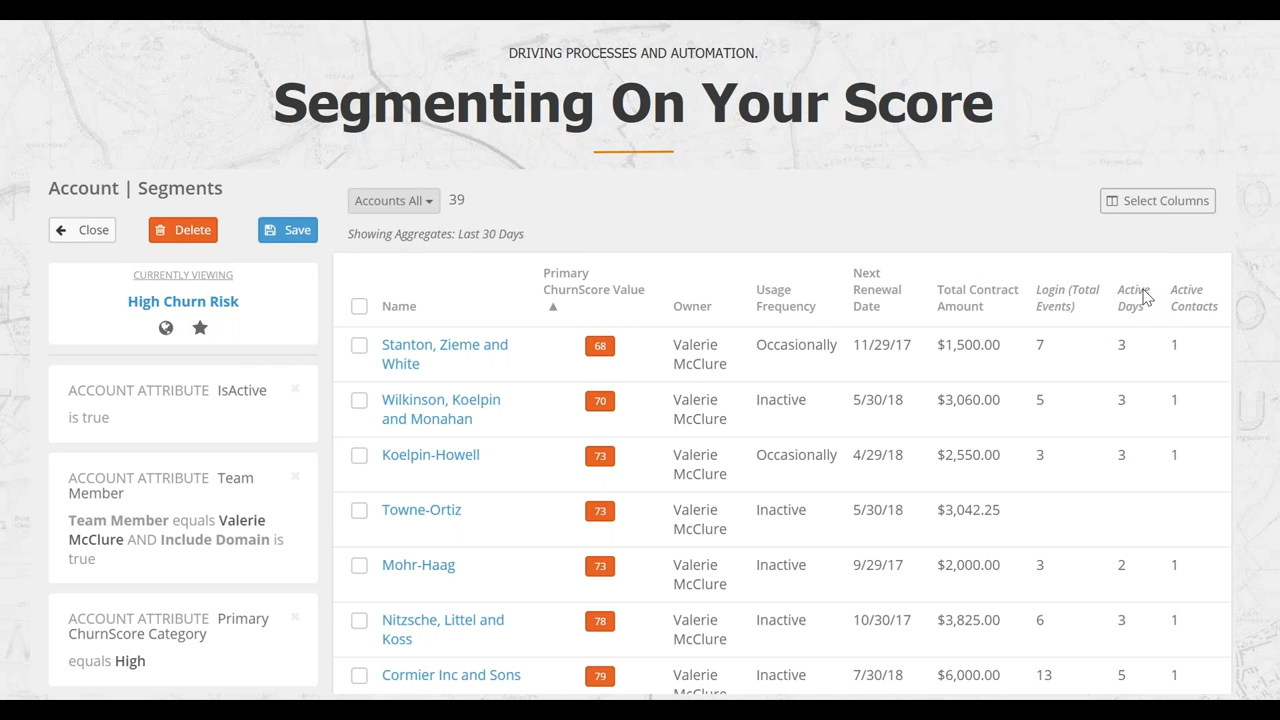 DRIVING PROCESSES AND AUTOMATION.
Segmenting On Your Score
Account | Segments
Close
Delete
Save
CURRENTLY VIEWING
High Churn Risk
ACCOUNT ATTRIBUTE IsActive
is true
ACCOUNT ATTRIBUTE Team
Member
Team Member equals Valerie
McClure AND Include Domain is
true
ACCOUNT ATTRIBUTE Primary
ChurnScore Category
equals High
Accounts All 39
Select Columns
Showing Aggregates: Last 30 Days
Name
Primary
ChurnScore Value
▲
Owner
Usage
Frequency
Next
Renewal
Date
Total Contract
Amount
Login (Total
Events)
Active
Days
Active
Contacts
Stanton, Zieme and
White
68
Valerie
McClure
Occasionally
11/29/17
$1,500.00
7
3
1
Wilkinson, Koelpin
and Monahan
70
Valerie
McClure
Inactive
5/30/18
$3,060.00
5
3
1
Koelpin-Howell
73
Valerie
McClure
Occasionally
4/29/18
$2,550.00
3
3
1
Towne-Ortiz
73
Valerie
McClure
Inactive
5/30/18
$3,042.25
Mohr-Haag
73
Valerie
McClure
Inactive
9/29/17
$2,000.00
3
2
1
Nitzsche, Littel and
Koss
78
Valerie
McClure
Inactive
10/30/17
$3,825.00
6
3
1
Cormier Inc and Sons
79
Valerie
McClure
Inactive
7/30/18
$6,000.00
13
5
1